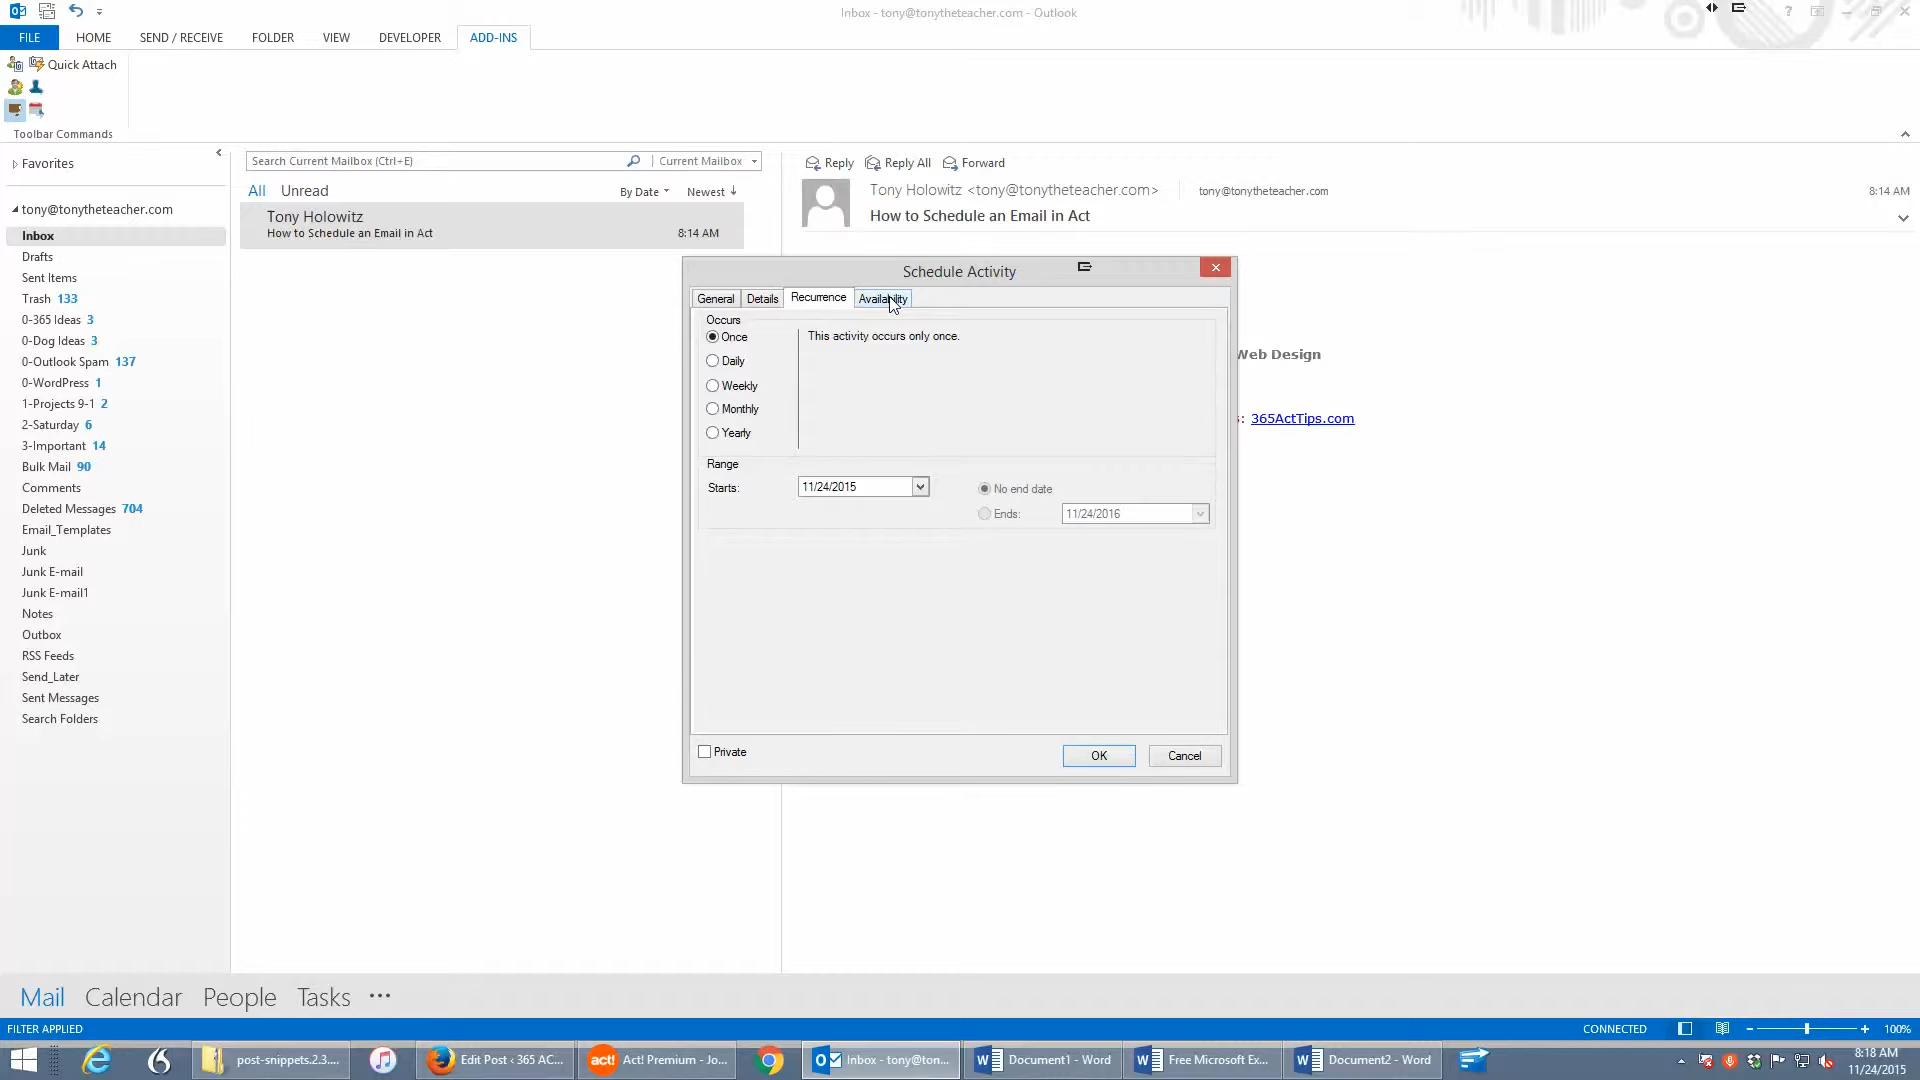 Inbox - tony@tonytheteacher.com - Outlook
FILE HOME SEND / RECEIVE FOLDER VIEW DEVELOPER ADD-INS
Quick Attach
Toolbar Commands
Favorites
tony@tonytheteacher.com
Inbox
Drafts
Sent Items
Trash 133
0-365 Ideas 3
0-Dog Ideas 3
0-Outlook Spam 137
0-WordPress 1
1-Projects 9-1 2
2-Saturday 6
3-Important 14
Bulk Mail 90
Comments
Deleted Messages 704
Email_Templates
Junk
Junk E-mail
Junk E-mail1
Notes
Outbox
RSS Feeds
Send_Later
Sent Messages
Search Folders
Search Current Mailbox (Ctrl+E) Current Mailbox
All Unread By Date Newest
Tony Holowitz
How to Schedule an Email in Act 8:14 AM
Reply Reply All Forward
Tony Holowitz <tony@tonytheteacher.com> tony@tonytheteacher.com 8:14 AM
How to Schedule an Email in Act
Web Design
s: 365ActTips.com
Schedule Activity
General Details Recurrence Availability
Occurs
Once This activity occurs only once.
Daily
Weekly
Monthly
Yearly
Range
Starts: 11/24/2015 No end date
Ends: 11/24/2016
Private OK Cancel
Mail Calendar People Tasks
FILTER APPLIED CONNECTED 100%
post-snippets.2.3.... Edit Post ‹ 365 AC... act! Act! Premium - Jo... Inbox - tony@ton... Document1 - Word Free Microsoft Ex... Document2 - Word 8:18 AM
11/24/2015